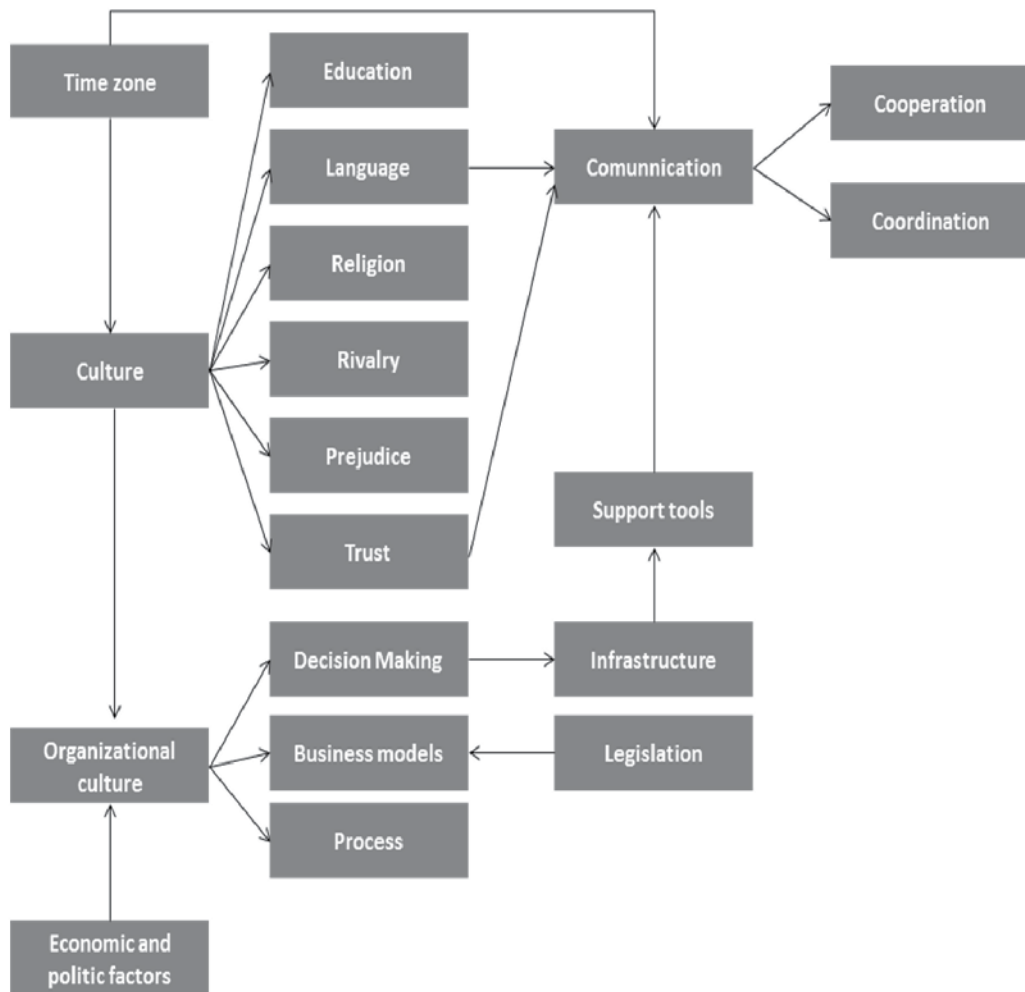 Time zone
Education
Cooperation
Language
Comunnication
Coordination
Religion
Culture
Rivalry
Prejudice
Support tools
Trust
Decision Making
Infrastructure
Organizational
culture
Business models
Legislation
Process
Economic and
politic factors